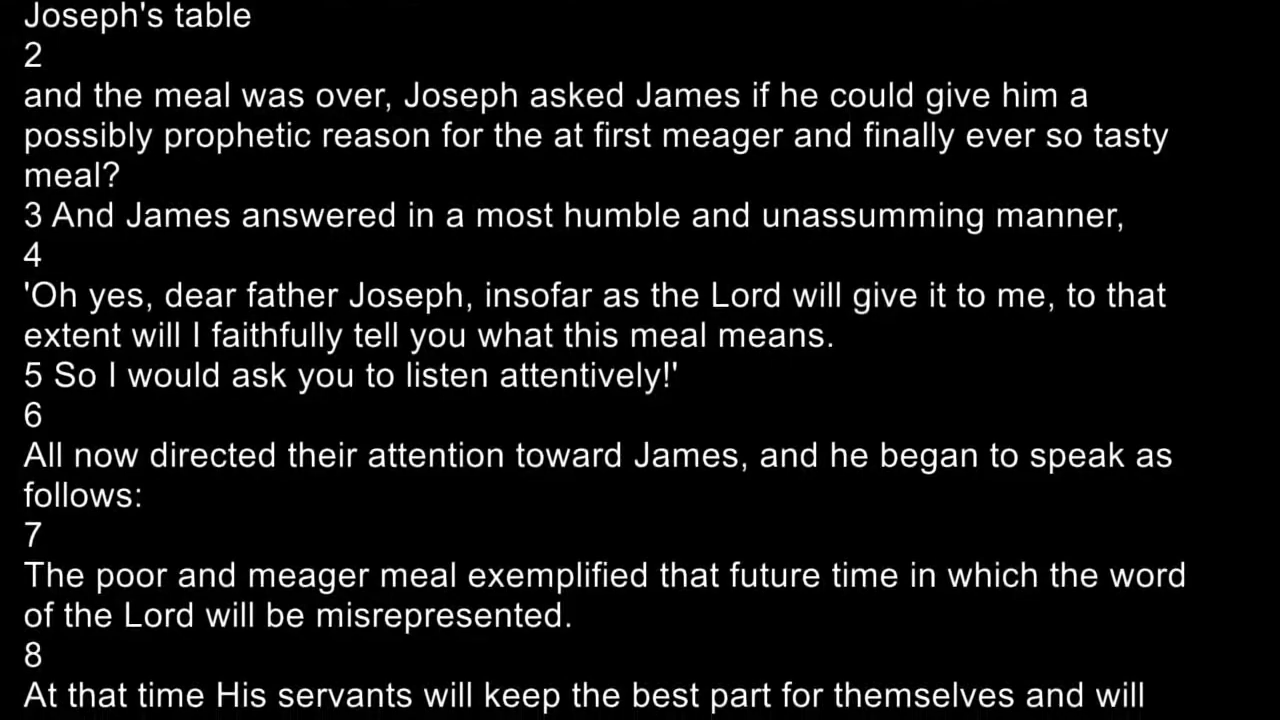 Joseph's table
2
and the meal was over, Joseph asked James if he could give him a
possibly prophetic reason for the at first meager and finally ever so tasty
meal?
3 And James answered in a most humble and unassuming manner,
4
'Oh yes, dear father Joseph, insofar as the Lord will give it to me, to that
extent will I faithfully tell you what this meal means.
5 So I would ask you to listen attentively!'
6
All now directed their attention toward James, and he began to speak as
follows:
7
The poor and meager meal exemplified that future time in which the word
of the Lord will be misrepresented.
8
At that time His servants will keep the best part for themselves and will